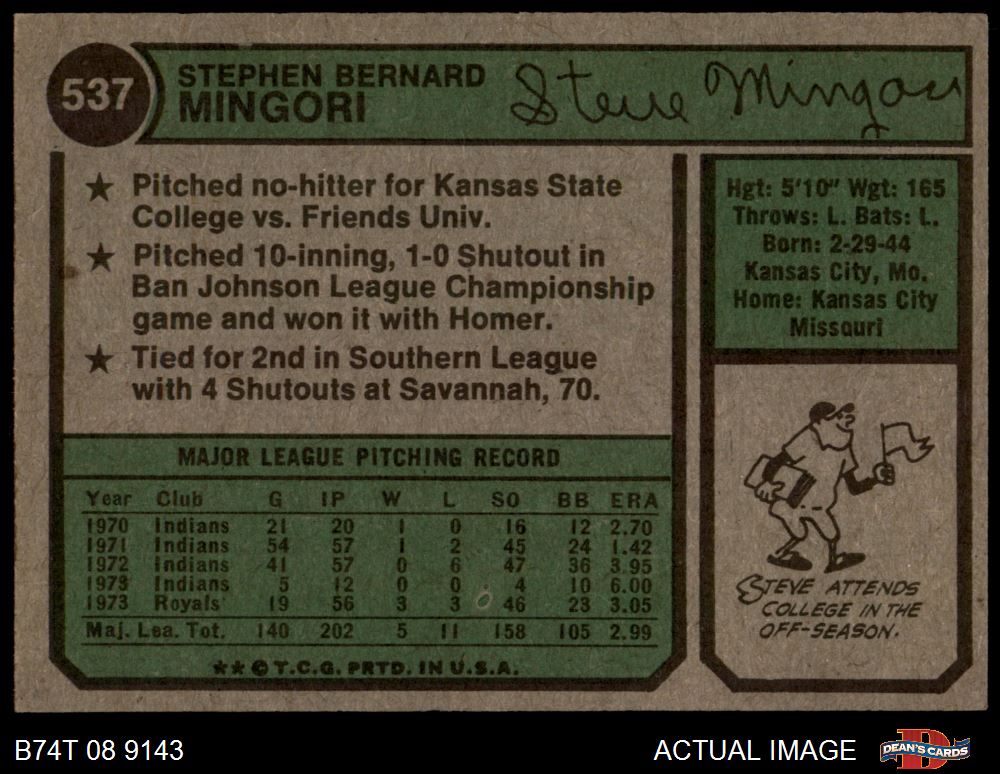 537
STEPHEN BERNARD
MINGORI
Steve Mingori
★ Pitched no-hitter for Kansas State
College vs. Friends Univ.
★ Pitched 10-inning, 1-0 Shutout in
Ban Johnson League Championship
game and won it with Homer.
★ Tied for 2nd in Southern League
with 4 Shutouts at Savannah, 70.
Hgt: 5'10" Wgt: 165
Throws: L. Bats: L.
Born: 2-29-44
Kansas City, Mo.
Home: Kansas City
Missouri
MAJOR LEAGUE PITCHING RECORD
Year Club G IP W L SO BB ERA
1970 Indians 21 20 1 0 16 12 2.70
1971 Indians 54 57 1 2 45 24 1.42
1972 Indians 41 57 0 6 47 36 3.95
1973 Indians 5 12 0 0 4 10 6.00
1973 Royals 19 56 3 3 46 23 3.05
Maj. Lea. Tot. 140 202 5 11 158 105 2.99
★★©T.C.G. PRTD. IN U.S.A.
STEVE ATTENDS
COLLEGE IN THE
OFF-SEASON.
B74T 08 9143
ACTUAL IMAGE
DEAN'S CARDS